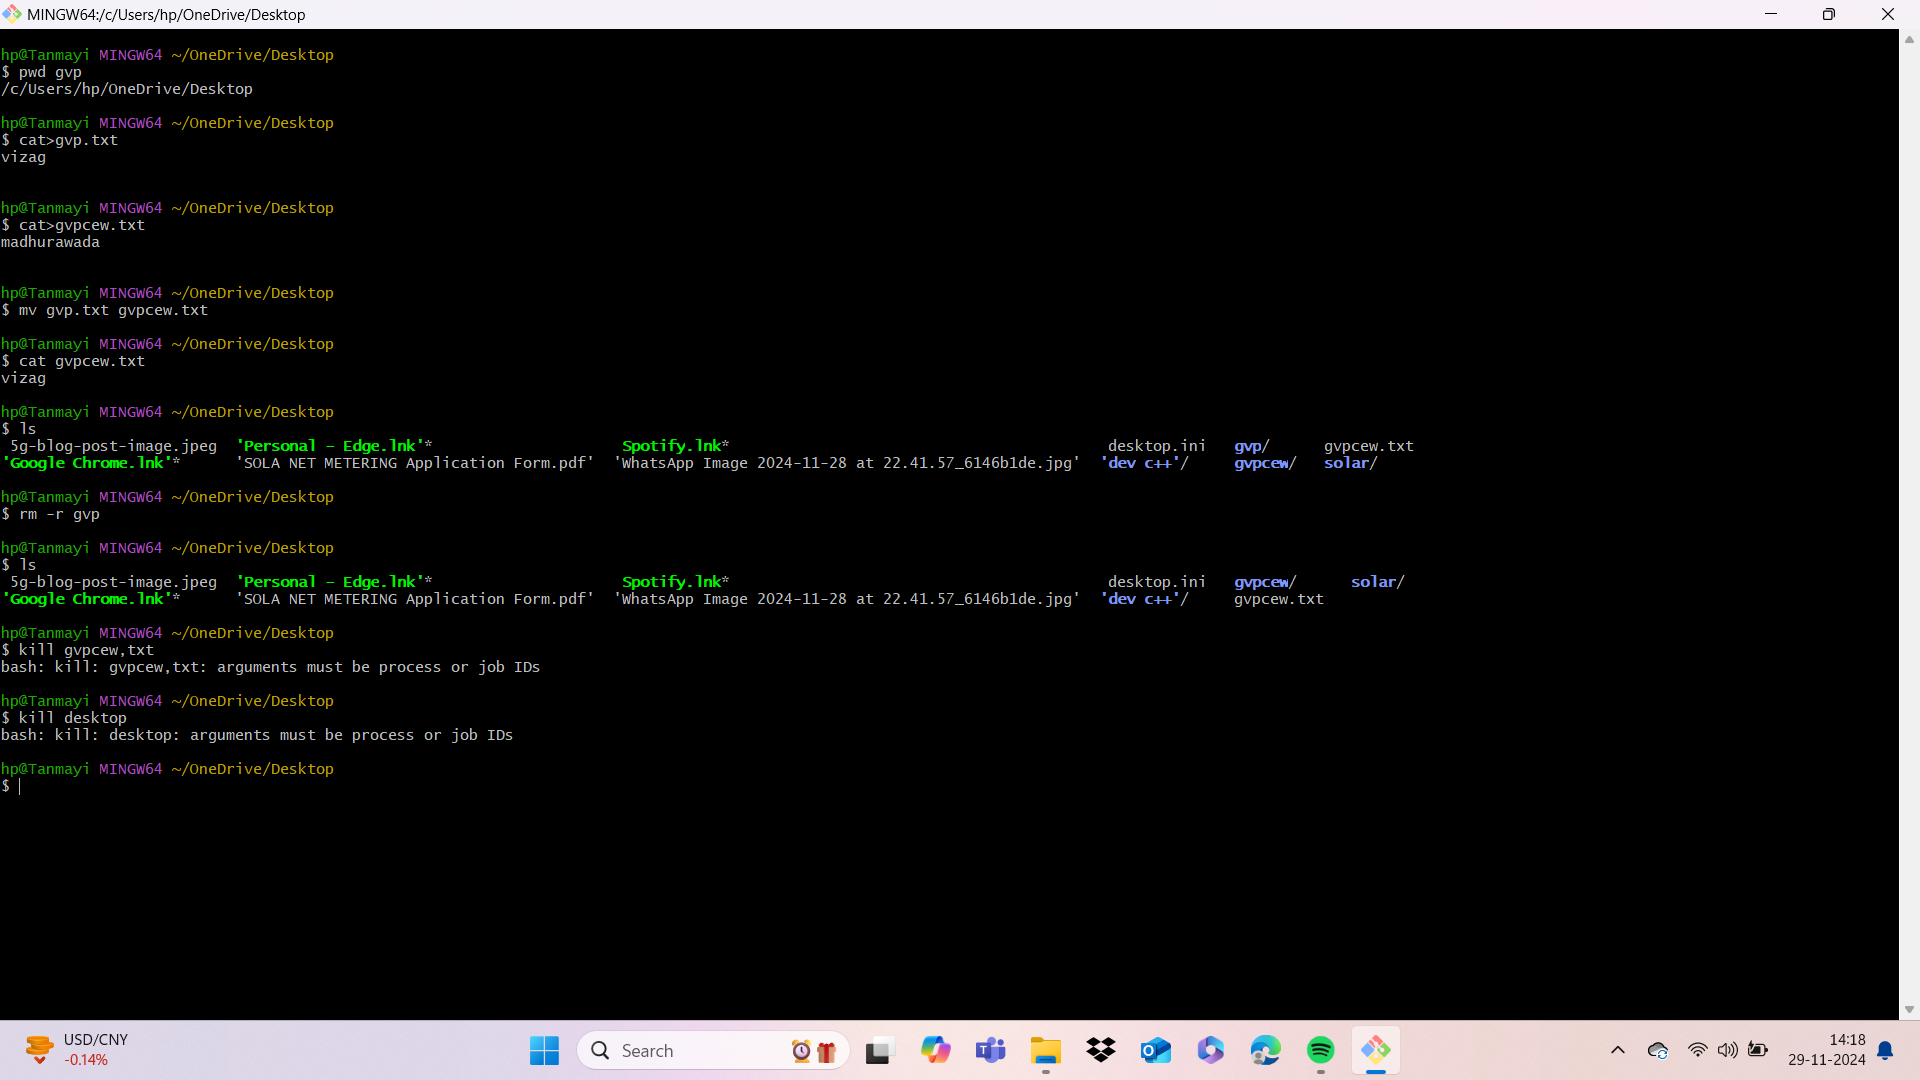 MINGW64:/c/Users/hp/OneDrive/Desktop
hp@Tanmayi MINGW64 ~/OneDrive/Desktop
$ pwd gvp
/c/Users/hp/OneDrive/Desktop
hp@Tanmayi MINGW64 ~/OneDrive/Desktop
$ cat>gvp.txt
vizag
hp@Tanmayi MINGW64 ~/OneDrive/Desktop
$ cat>gvpcew.txt
madhurawada
hp@Tanmayi MINGW64 ~/OneDrive/Desktop
$ mv gvp.txt gvpcew.txt
hp@Tanmayi MINGW64 ~/OneDrive/Desktop
$ cat gvpcew.txt
vizag
hp@Tanmayi MINGW64 ~/OneDrive/Desktop
$ ls
5g-blog-post-image.jpeg 'Personal - Edge.lnk'* Spotify.lnk* desktop.ini gvp/ gvpcew.txt
'Google Chrome.lnk'* 'SOLA NET METERING Application Form.pdf' 'WhatsApp Image 2024-11-28 at 22.41.57_6146b1de.jpg' 'dev c++'/ gvpcew/ solar/
hp@Tanmayi MINGW64 ~/OneDrive/Desktop
$ rm -r gvp
hp@Tanmayi MINGW64 ~/OneDrive/Desktop
$ ls
5g-blog-post-image.jpeg 'Personal - Edge.lnk'* Spotify.lnk* desktop.ini gvpcew/ solar/
'Google Chrome.lnk'* 'SOLA NET METERING Application Form.pdf' 'WhatsApp Image 2024-11-28 at 22.41.57_6146b1de.jpg' 'dev c++'/ gvpcew.txt
hp@Tanmayi MINGW64 ~/OneDrive/Desktop
$ kill gvpcew,txt
bash: kill: gvpcew,txt: arguments must be process or job IDs
hp@Tanmayi MINGW64 ~/OneDrive/Desktop
$ kill desktop
bash: kill: desktop: arguments must be process or job IDs
hp@Tanmayi MINGW64 ~/OneDrive/Desktop
$
USD/CNY
-0.14%
Search
14:18
29-11-2024